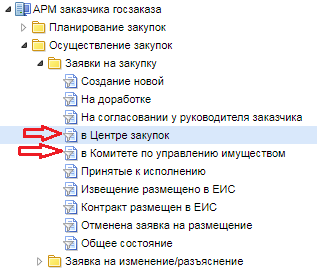 АРМ заказчика госзаказа
Планирование закупок
Осуществление закупок
Заявки на закупку
Создание новой
На доработке
На согласовании у руководителя заказчика
в Центре закупок
в Комитете по управлению имуществом
Принятые к исполнению
Извещение размещено в ЕИС
Контракт размещен в ЕИС
Отменена заявка на размещение
Общее состояние
Заявка на изменение/разъяснение